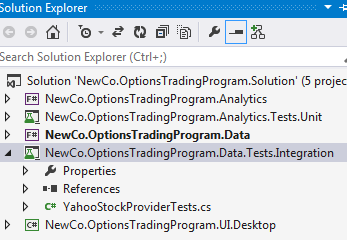 Solution Explorer
Search Solution Explorer (Ctrl+;)
Solution 'NewCo.OptionsTradingProgram.Solution' (5 projec
F# NewCo.OptionsTradingProgram.Analytics
NewCo.OptionsTradingProgram.Analytics.Tests.Unit
F# NewCo.OptionsTradingProgram.Data
NewCo.OptionsTradingProgram.Data.Tests.Integration
Properties
References
C# YahooStockProviderTests.cs
C# NewCo.OptionsTradingProgram.UI.Desktop